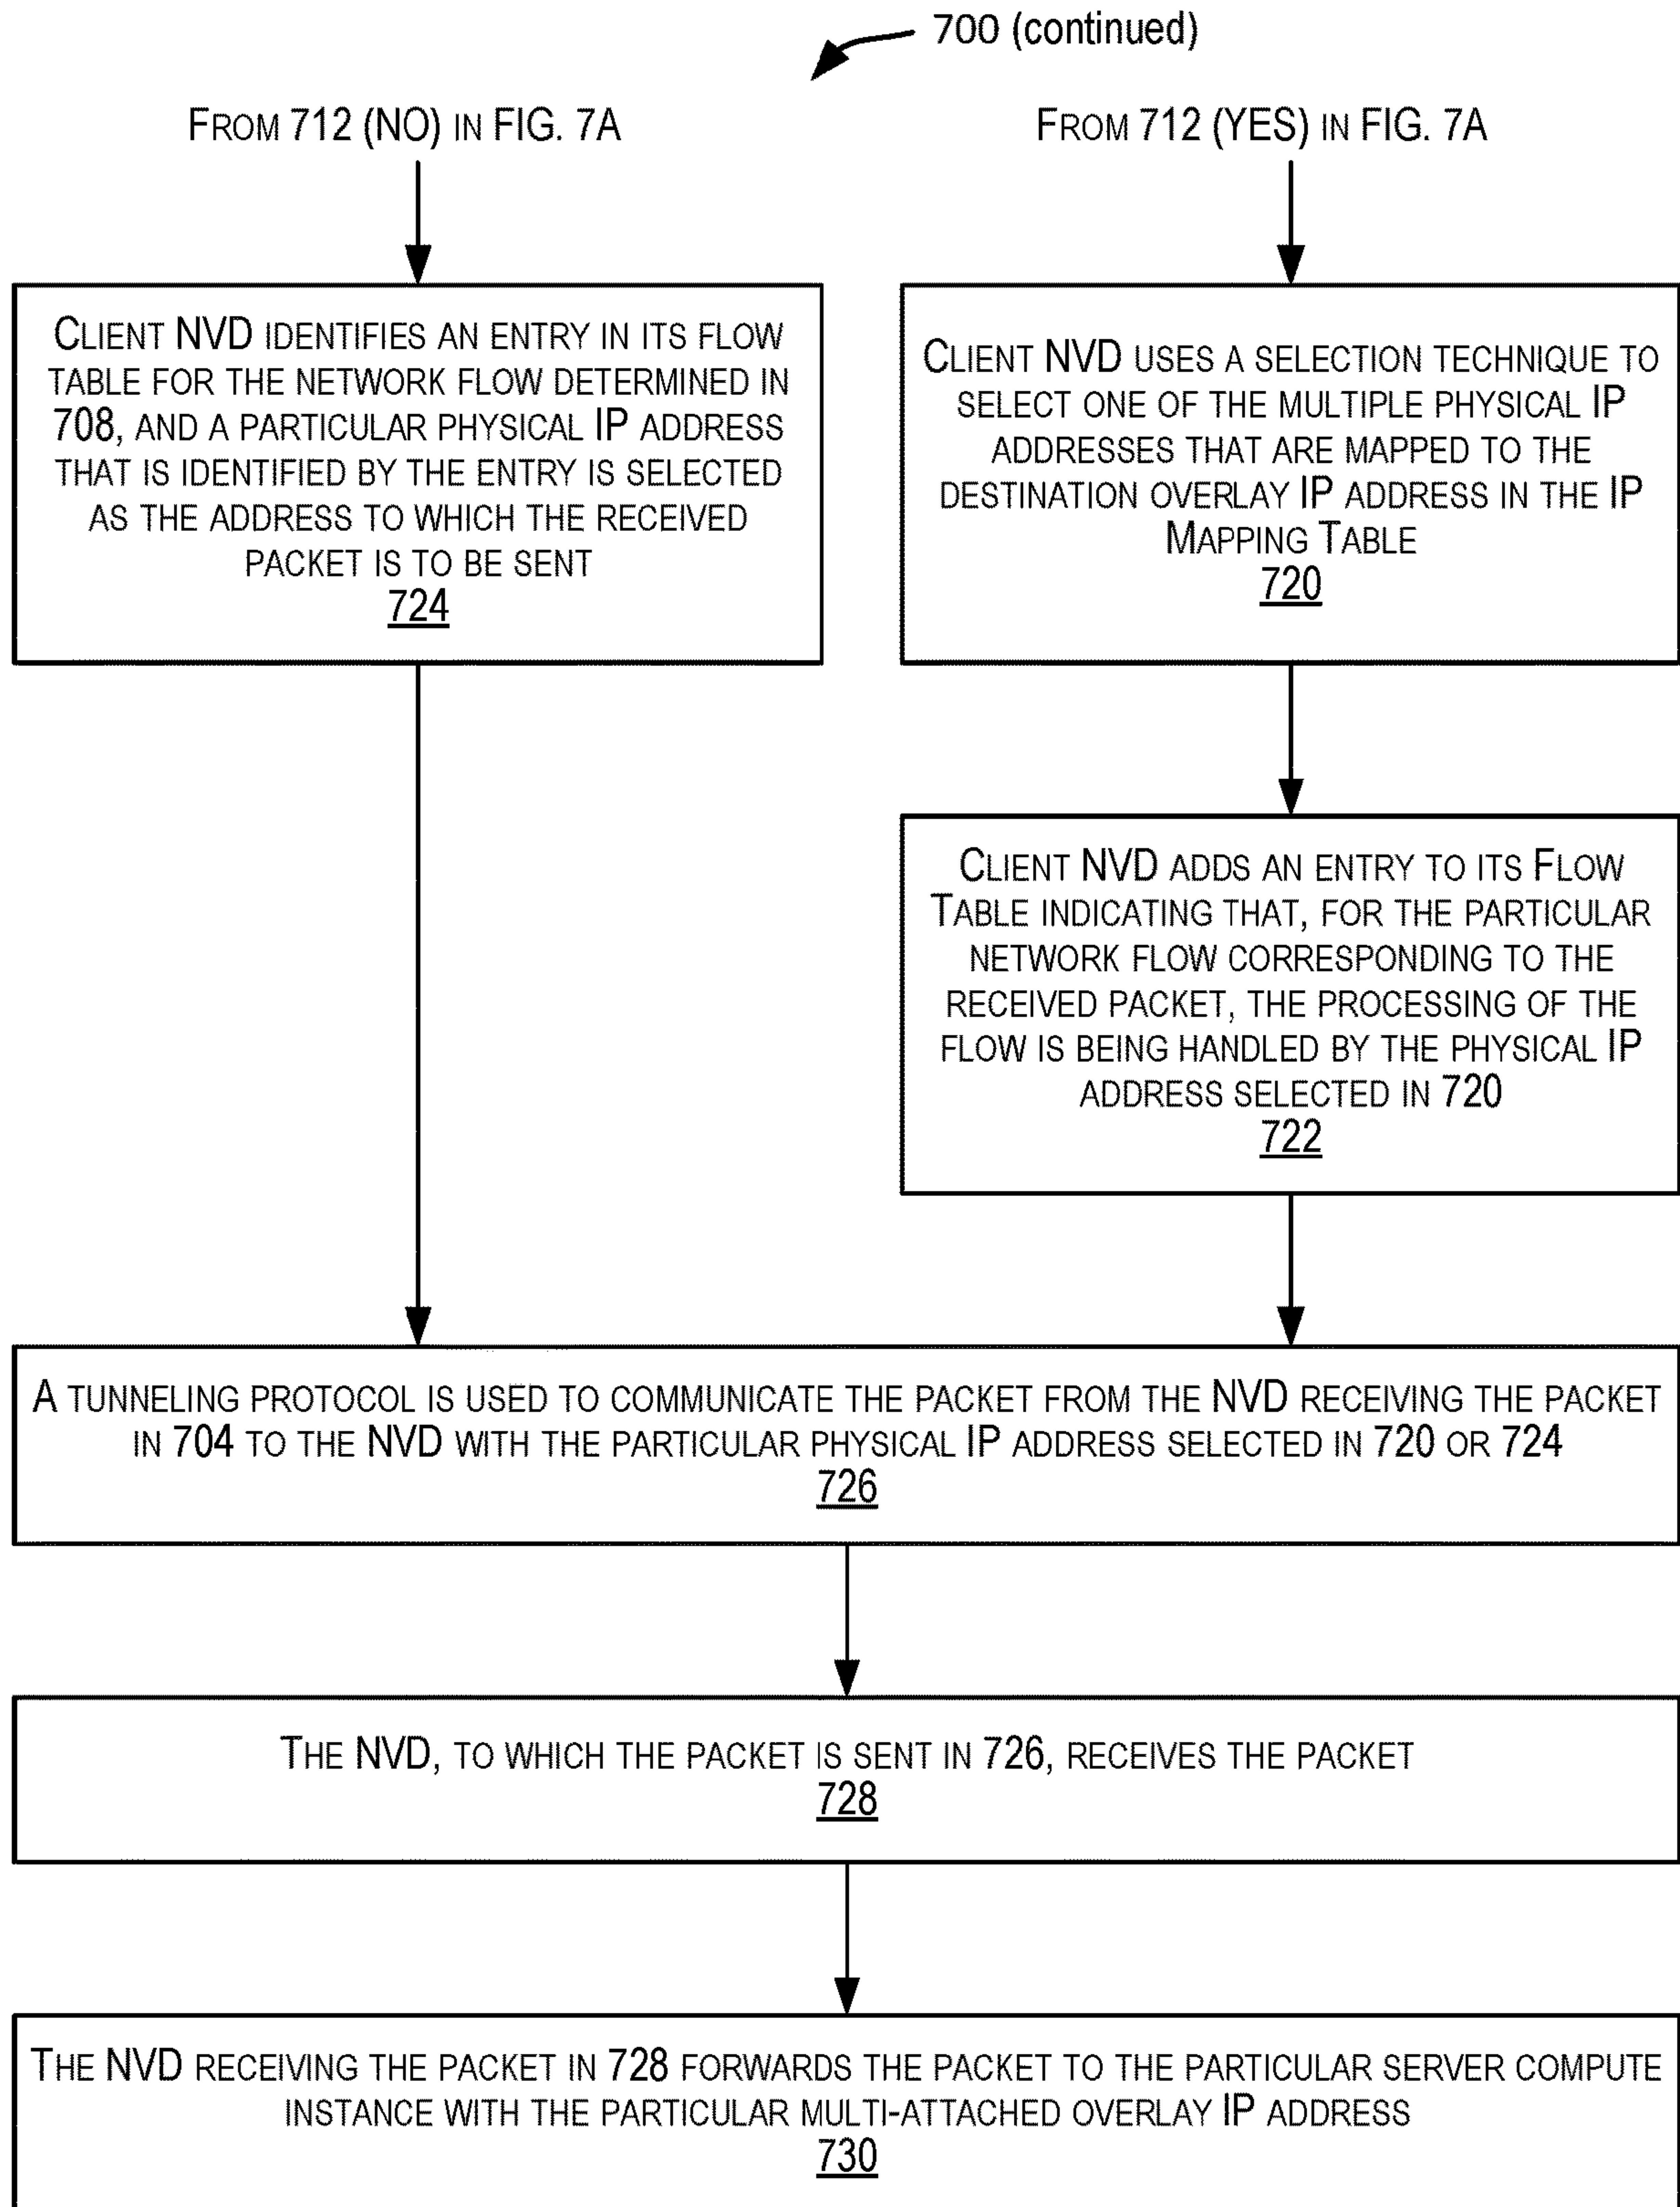 700 (continued)
FROM 712 (NO) IN FIG. 7A
FROM 712 (YES) IN FIG. 7A
CLIENT NVD IDENTIFIES AN ENTRY IN ITS FLOW
TABLE FOR THE NETWORK FLOW DETERMINED IN
708, AND A PARTICULAR PHYSICAL IP ADDRESS
THAT IS IDENTIFIED BY THE ENTRY IS SELECTED
AS THE ADDRESS TO WHICH THE RECEIVED
PACKET IS TO BE SENT
724
CLIENT NVD USES A SELECTION TECHNIQUE TO
SELECT ONE OF THE MULTIPLE PHYSICAL IP
ADDRESSES THAT ARE MAPPED TO THE
DESTINATION OVERLAY IP ADDRESS IN THE IP
MAPPING TABLE
720
CLIENT NVD ADDS AN ENTRY TO ITS FLOW
TABLE INDICATING THAT, FOR THE PARTICULAR
NETWORK FLOW CORRESPONDING TO THE
RECEIVED PACKET, THE PROCESSING OF THE
FLOW IS BEING HANDLED BY THE PHYSICAL IP
ADDRESS SELECTED IN 720
722
A TUNNELING PROTOCOL IS USED TO COMMUNICATE THE PACKET FROM THE NVD RECEIVING THE PACKET
IN 704 TO THE NVD WITH THE PARTICULAR PHYSICAL IP ADDRESS SELECTED IN 720 OR 724
726
THE NVD, TO WHICH THE PACKET IS SENT IN 726, RECEIVES THE PACKET
728
THE NVD RECEIVING THE PACKET IN 728 FORWARDS THE PACKET TO THE PARTICULAR SERVER COMPUTE
INSTANCE WITH THE PARTICULAR MULTI-ATTACHED OVERLAY IP ADDRESS
730